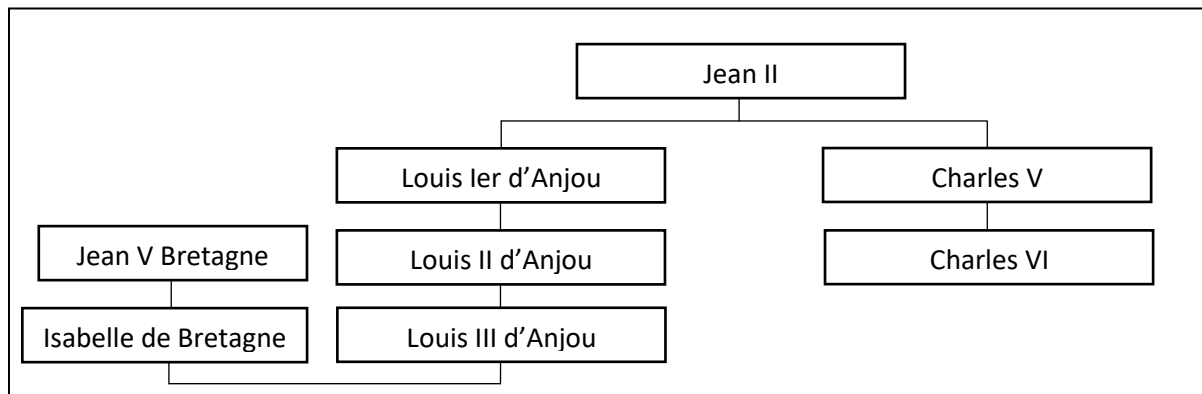 Jean II
Louis Ier d’Anjou
Charles V
Jean V Bretagne
Louis II d’Anjou
Charles VI
Isabelle de Bretagne
Louis III d’Anjou